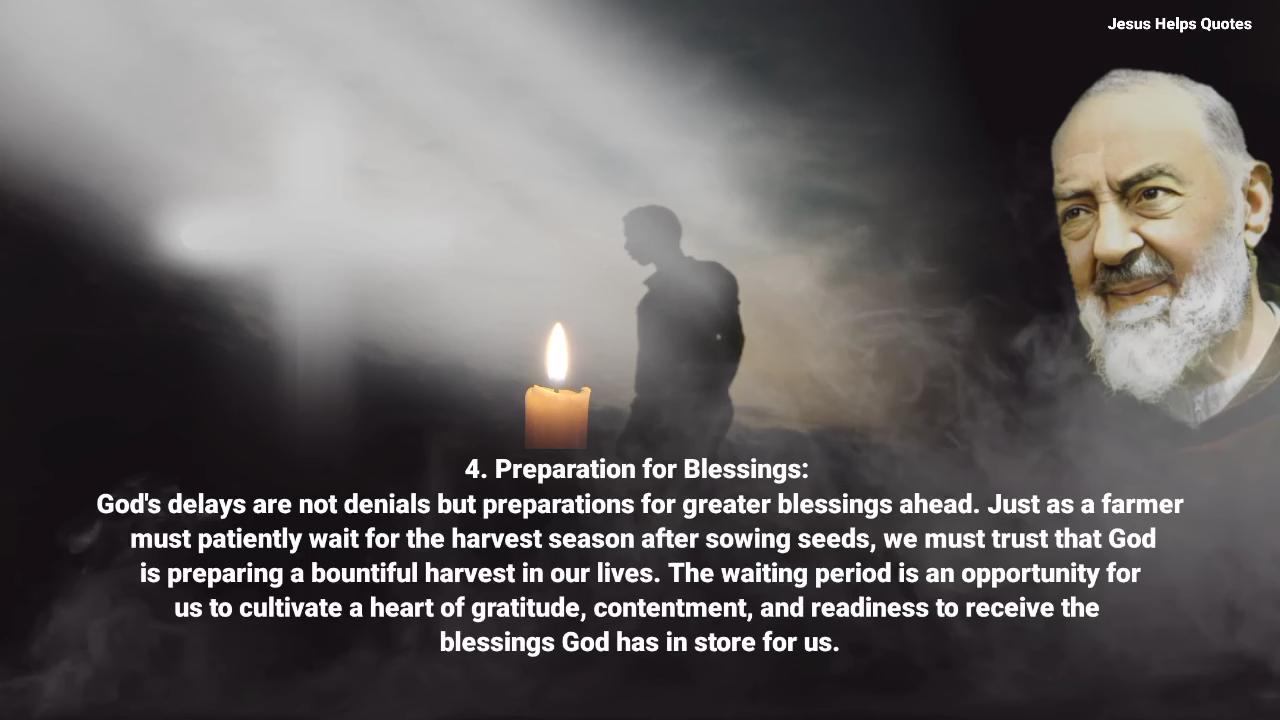 Jesus Helps Quotes
4. Preparation for Blessings:
God's delays are not denials but preparations for greater blessings ahead. Just as a farmer
must patiently wait for the harvest season after sowing seeds, we must trust that God
is preparing a bountiful harvest in our lives. The waiting period is an opportunity for
us to cultivate a heart of gratitude, contentment, and readiness to receive the
blessings God has in store for us.